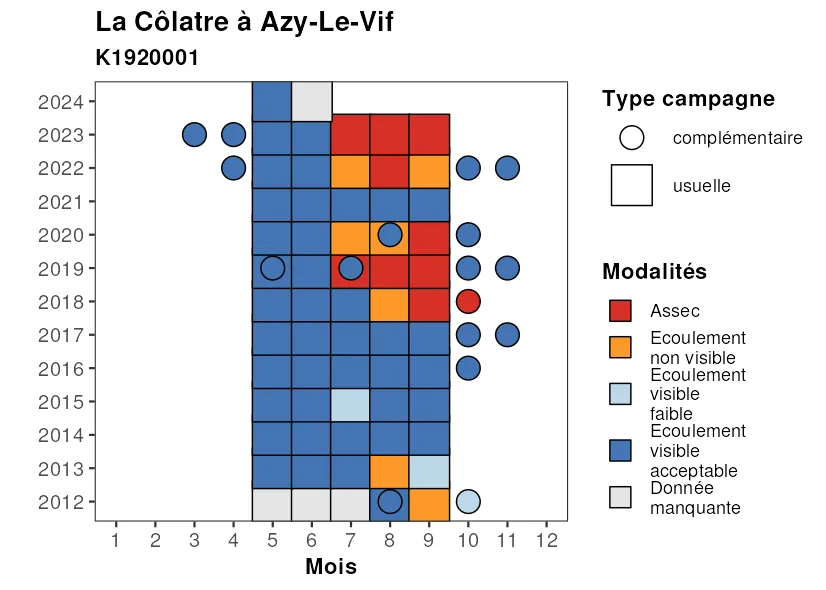 La Côlatre à Azy-Le-Vif
K1920001
2024
2023
2022
2021
2020
2019
2018
2017
2016
2015
2014
2013
2012
1 2 3 4 5 6 7 8 9 10 11 12
Mois
Type campagne
complémentaire
usuelle
Modalités
Assec
Ecoulement
non visible
Ecoulement
visible
faible
Ecoulement
visible
acceptable
Donnée
manquante